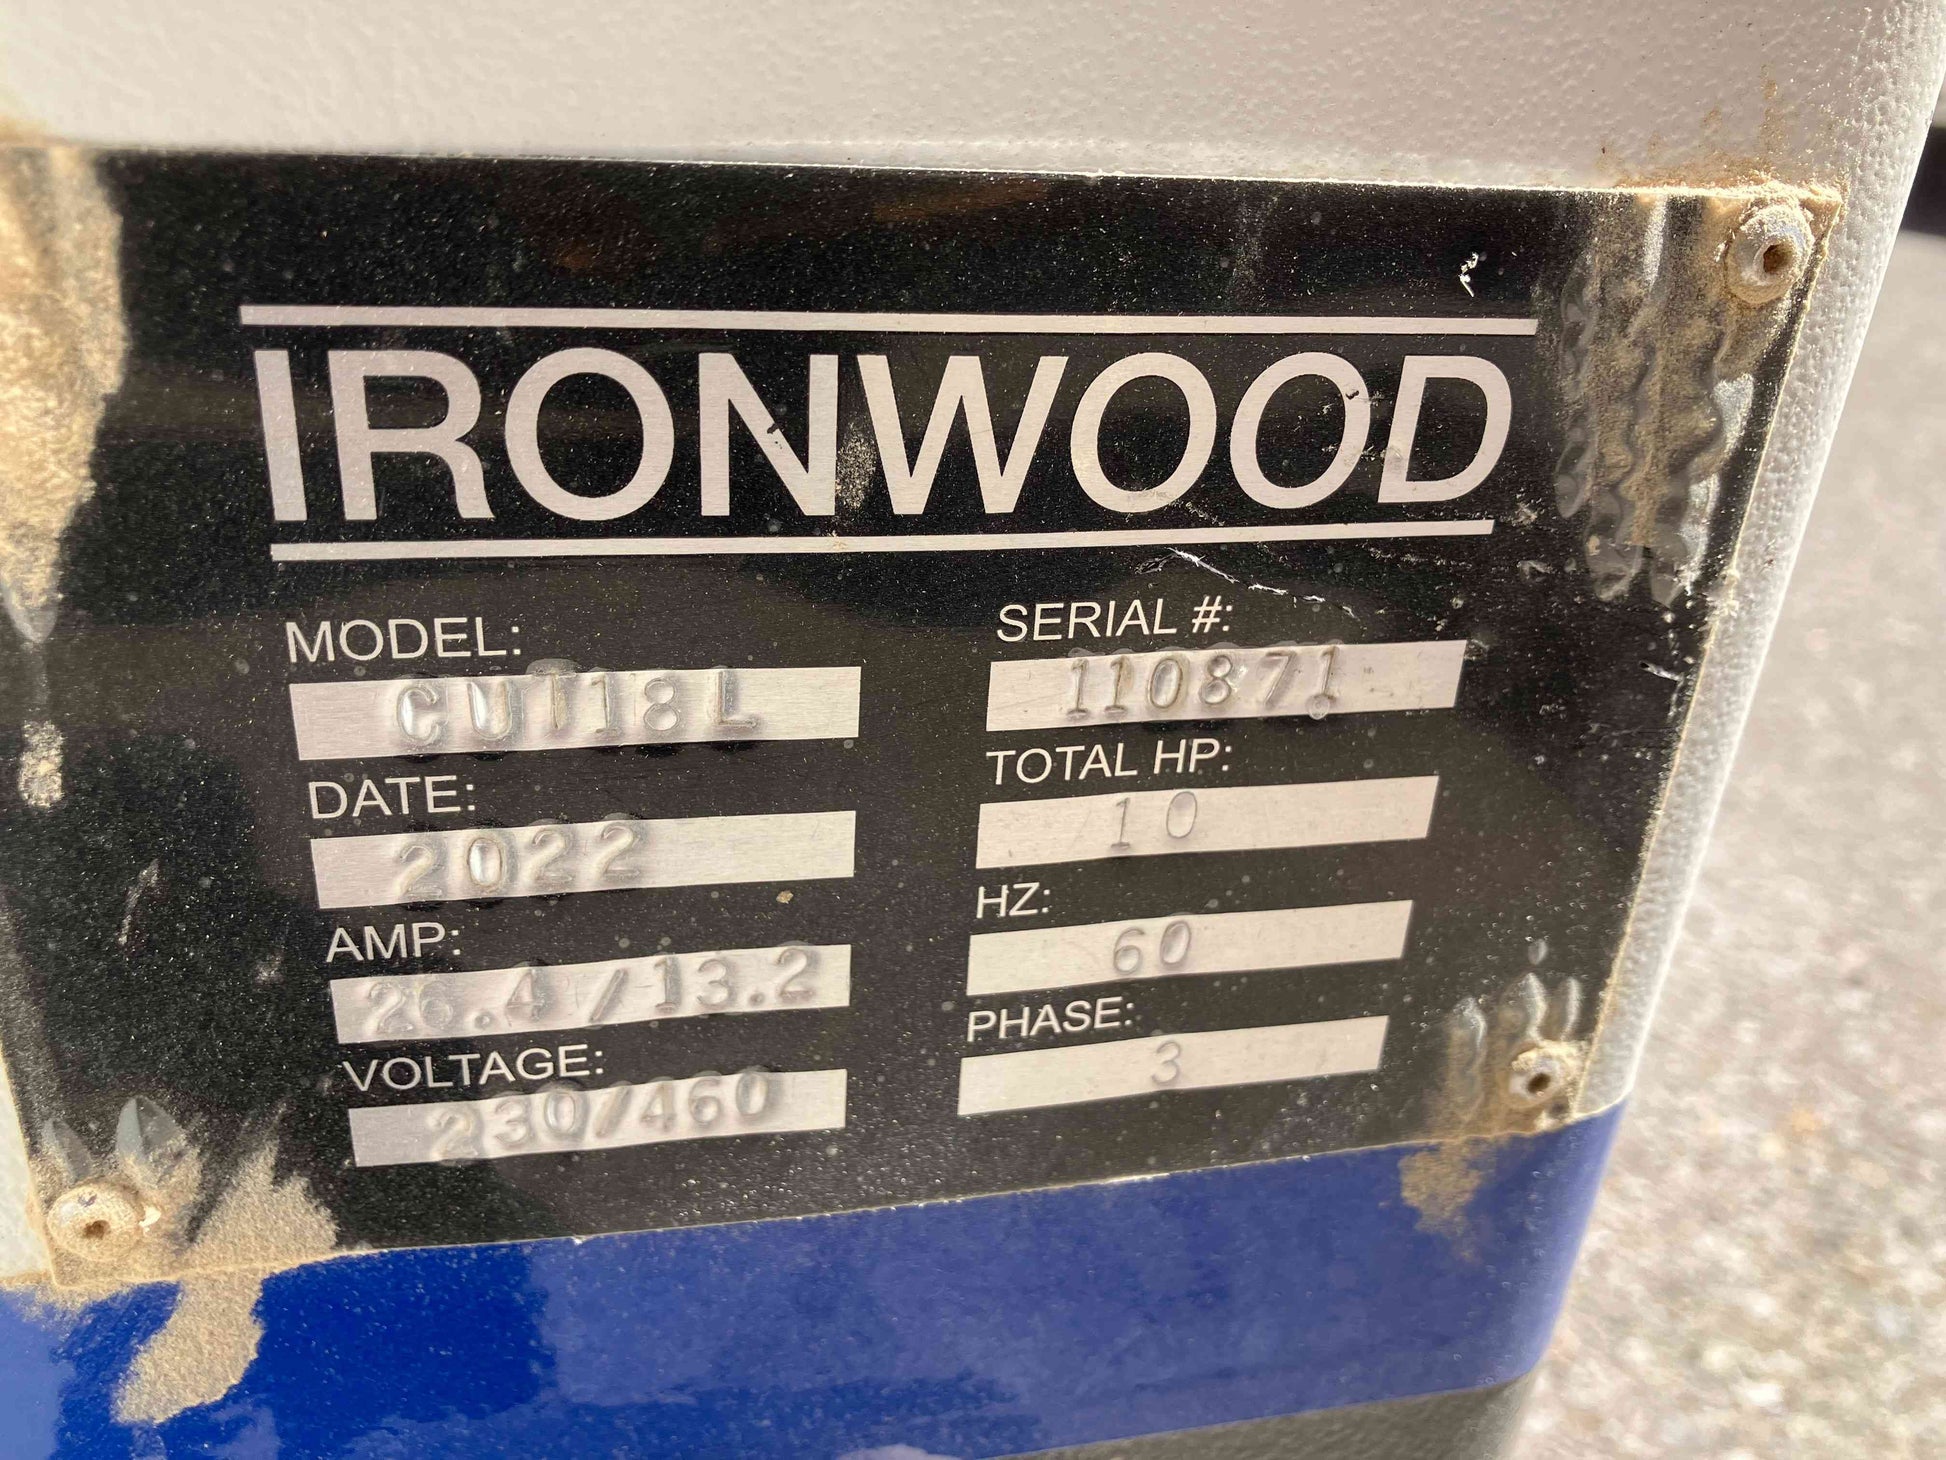 IRONWOOD
MODEL:
CUT18L
SERIAL #:
110871
DATE:
2022
TOTAL HP:
10
AMP:
26.4/13.2
HZ:
60
VOLTAGE:
230/460
PHASE:
3